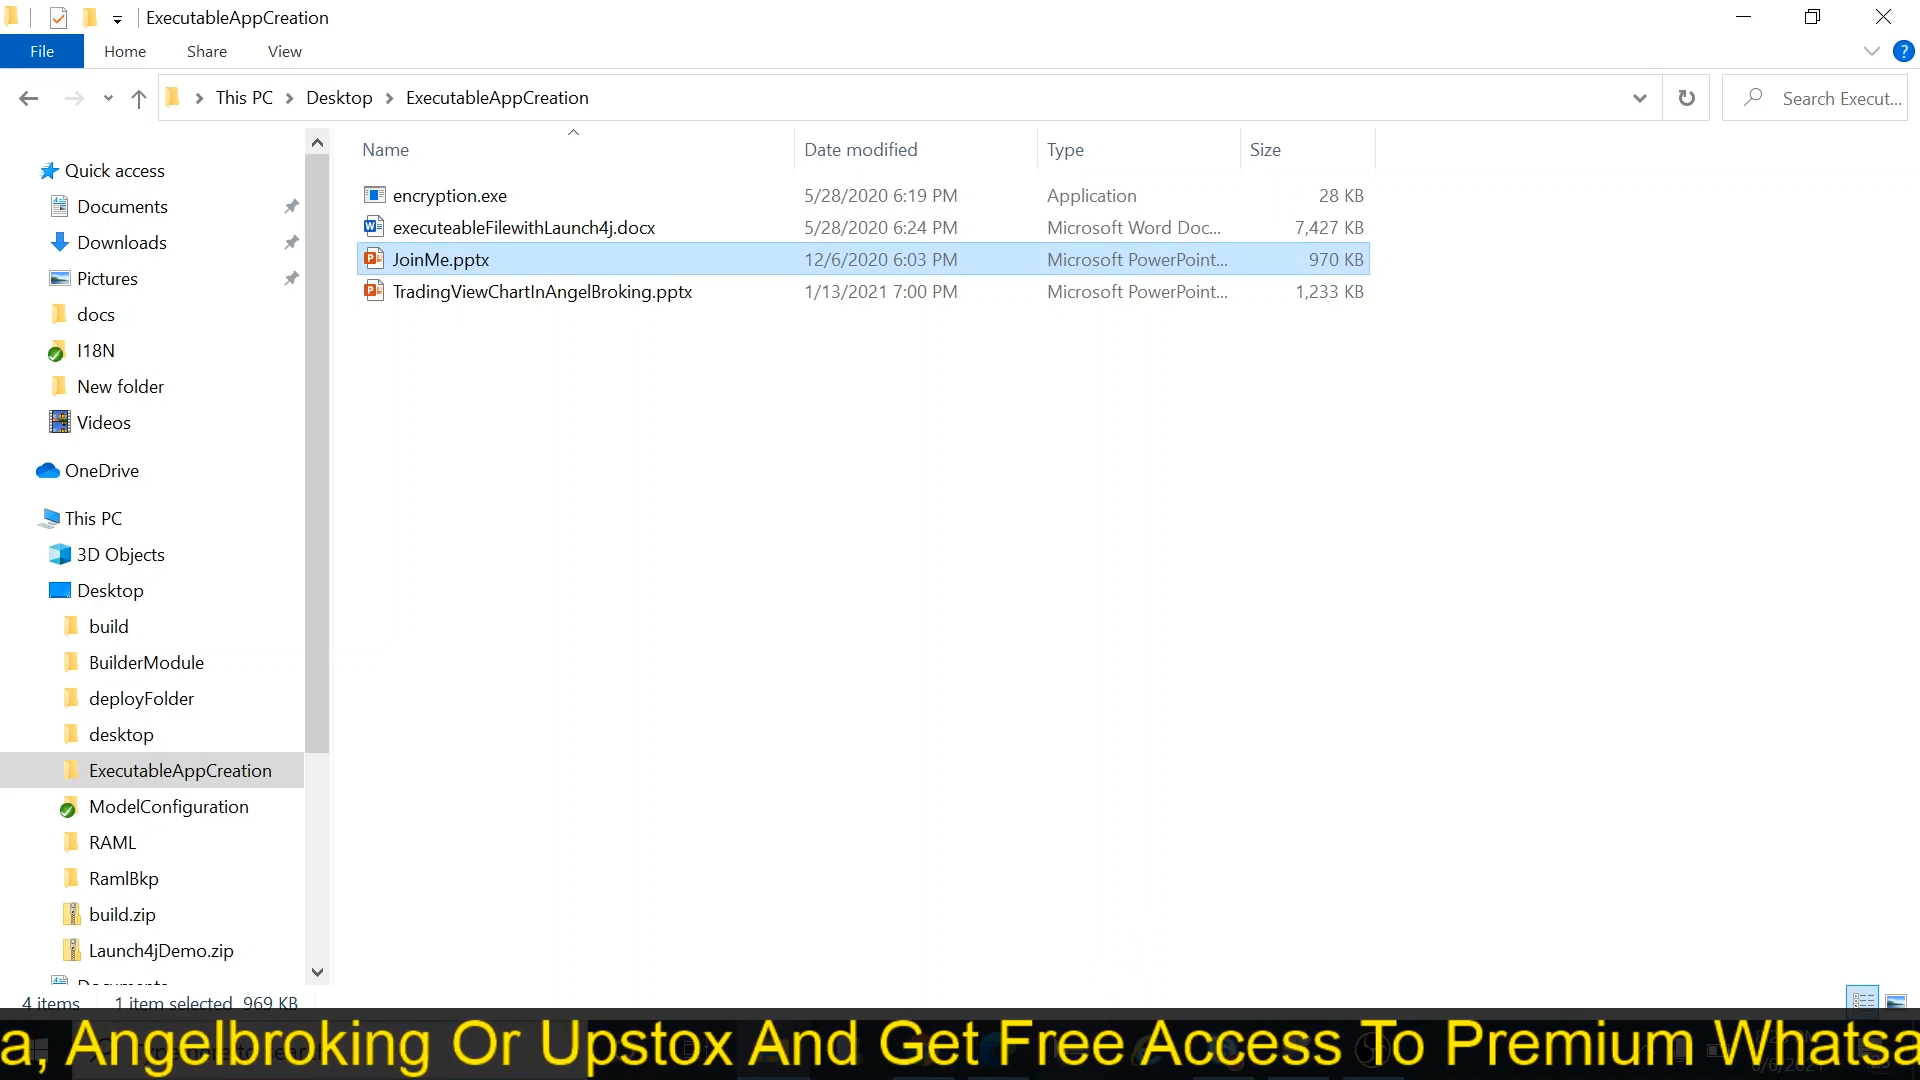 ExecutableAppCreation
File Home Share View
This PC Desktop ExecutableAppCreation
Search Execut...
Name Date modified Type Size
encryption.exe 5/28/2020 6:19 PM Application 28 KB
executeableFilewithLaunch4j.docx 5/28/2020 6:24 PM Microsoft Word Doc... 7,427 KB
JoinMe.pptx 12/6/2020 6:03 PM Microsoft PowerPoint... 970 KB
TradingViewChartInAngelBroking.pptx 1/13/2021 7:00 PM Microsoft PowerPoint... 1,233 KB
Quick access
Documents
Downloads
Pictures
docs
I18N
New folder
Videos
OneDrive
This PC
3D Objects
Desktop
build
BuilderModule
deployFolder
desktop
ExecutableAppCreation
ModelConfiguration
RAML
RamlBkp
build.zip
Launch4jDemo.zip
Documents
4 items 1 item selected 969 KB
a, Angelbroking Or Upstox And Get Free Access To Premium Whatsa